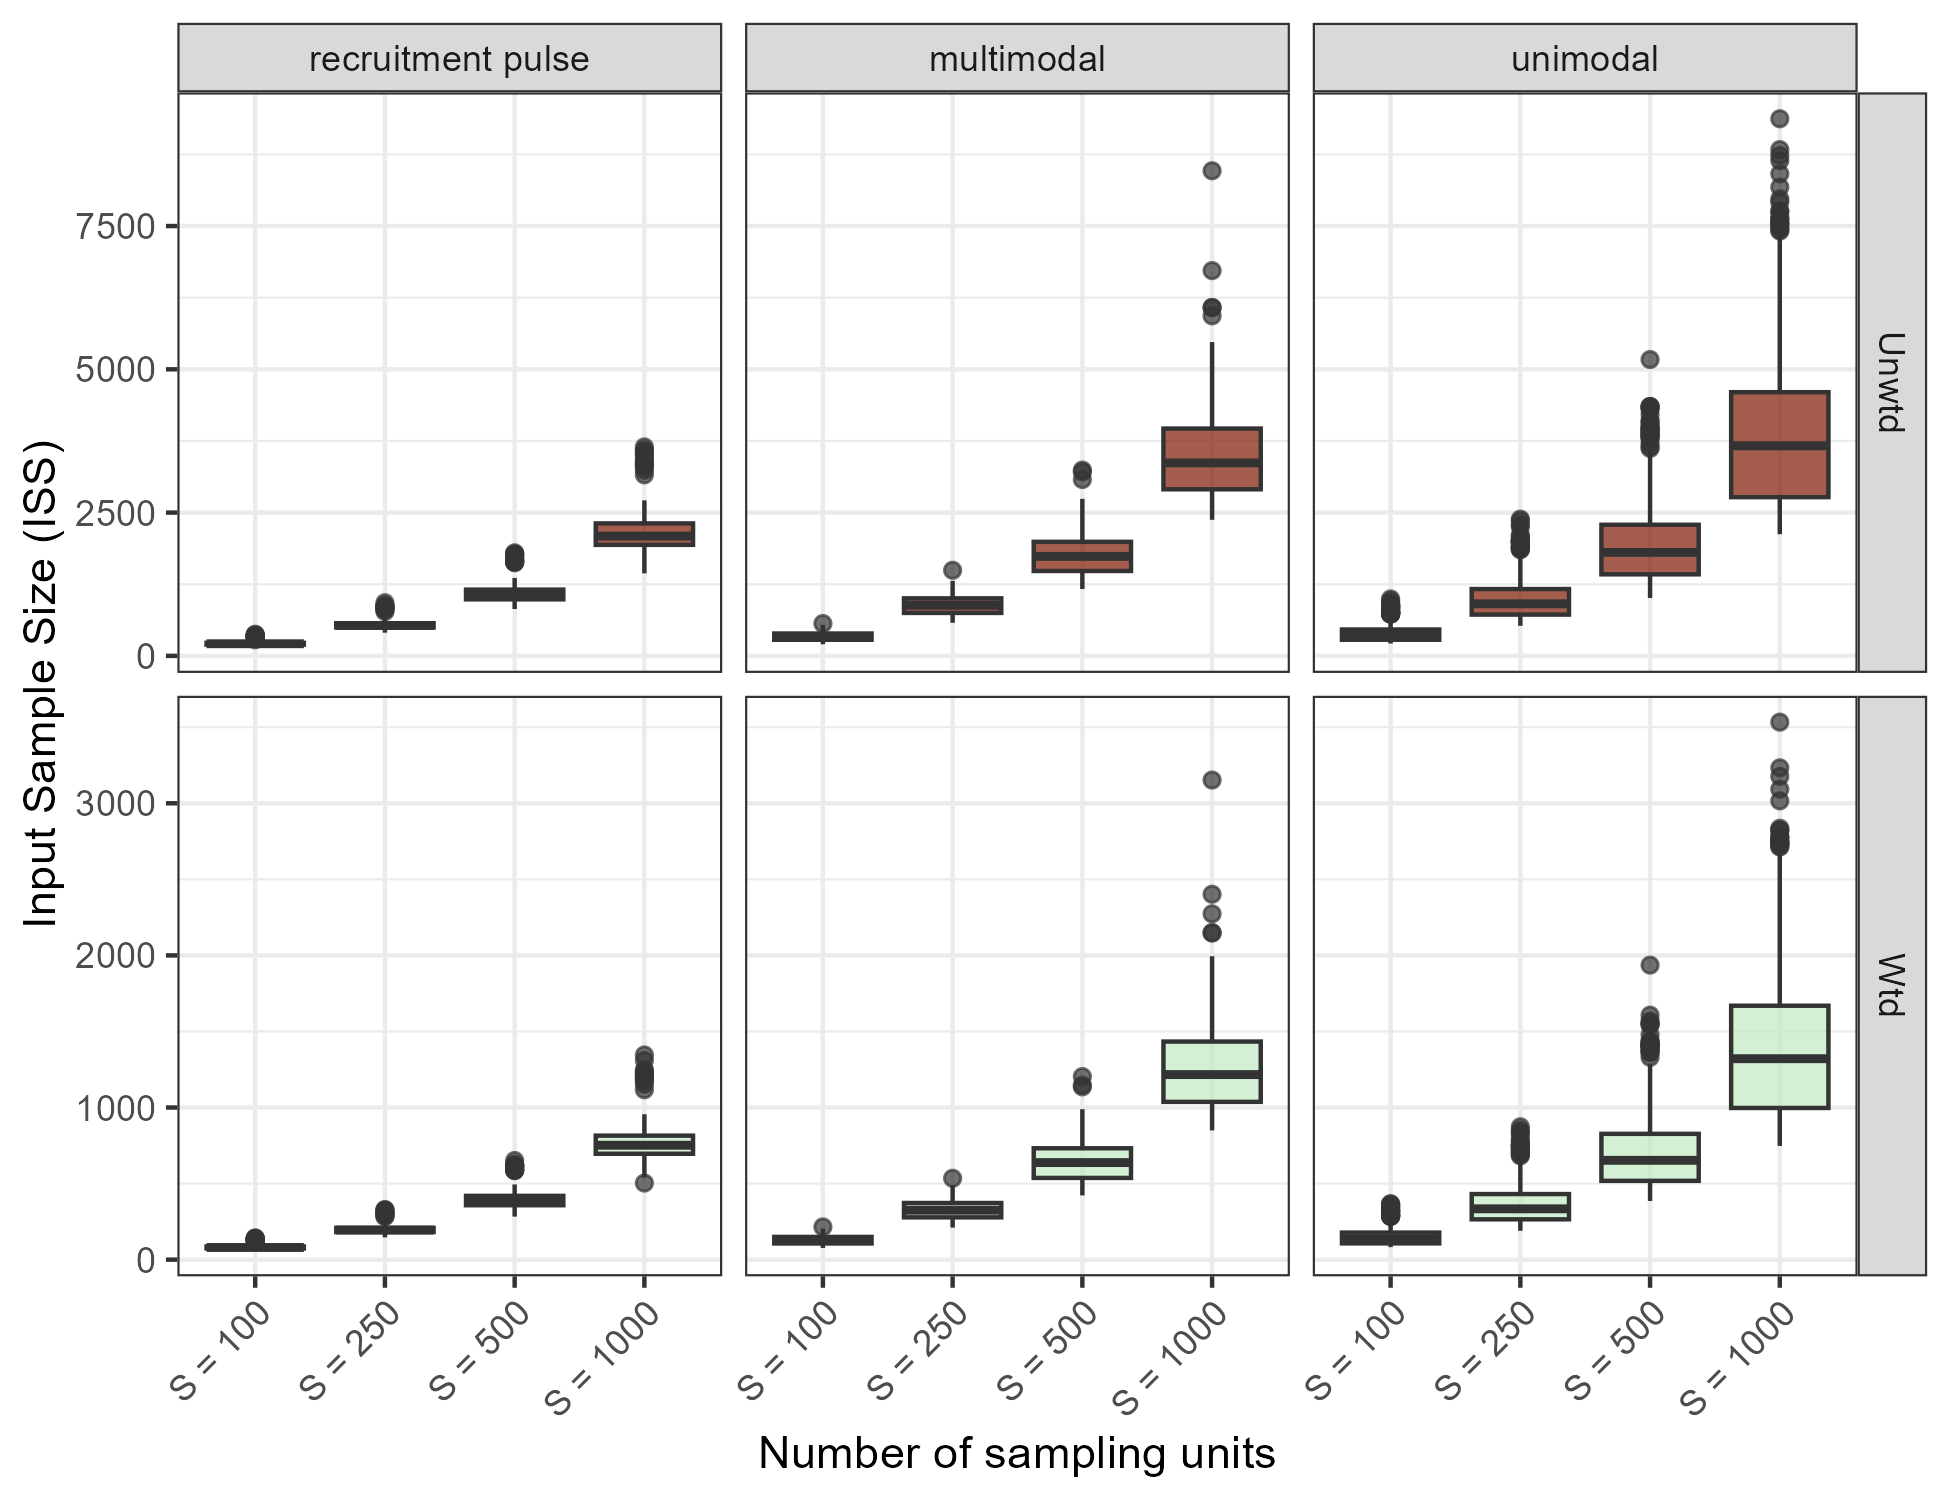 recruitment pulse
multimodal
unimodal
Unwtd
7500
5000
2500
0
Wtd
3000
2000
1000
0
Input Sample Size (ISS)
S = 100
S = 250
S = 500
S = 1000
S = 100
S = 250
S = 500
S = 1000
S = 100
S = 250
S = 500
S = 1000
Number of sampling units